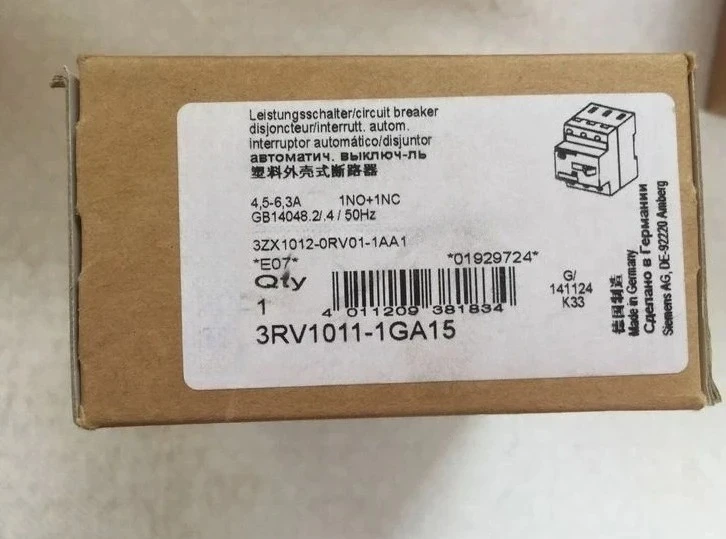 Leistungsschalter/circuit breaker
disjoncteur/interrutt. autom.
interruptor automático/disjuntor
автоматич. выключ-ль
塑料外壳式断路器
4,5-6,3A 1NO+1NC
GB14048.2/.4 / 50Hz
3ZX1012-0RV01-1AA1
*E07* *01929724*
Qty
1
4 011209 381834
3RV1011-1GA15
G/
141124
K33
德国制造
Made in Germany
Сделано в Германии
Siemens AG, DE-92220 Amberg